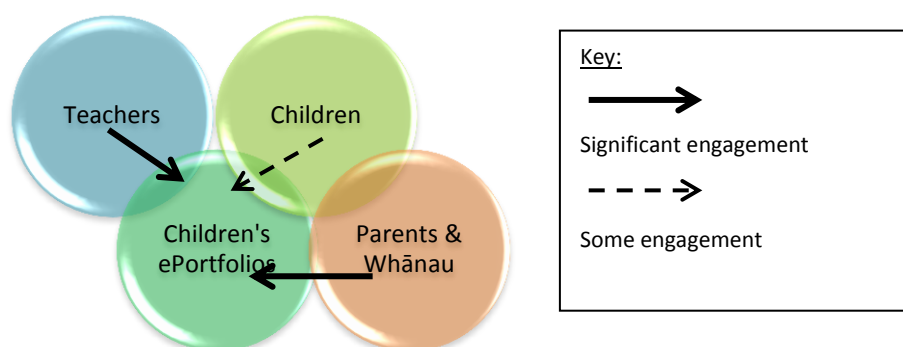 Teachers
Children
Children's
ePortfolios
Parents &
Whānau
Key:
Significant engagement
Some engagement